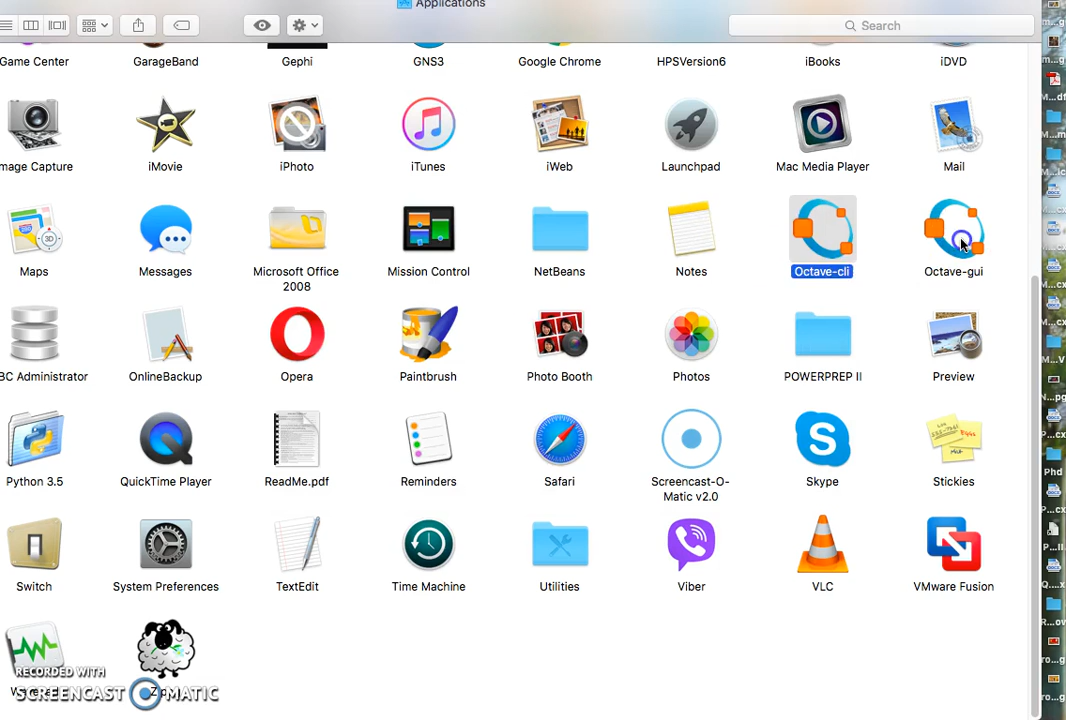 Applications
Search
Game Center
GarageBand
Gephi
GNS3
Google Chrome
HPSVersion6
iBooks
iDVD
mage Capture
iMovie
iPhoto
iTunes
iWeb
Launchpad
Mac Media Player
Mail
Maps
Messages
Microsoft Office
2008
Mission Control
NetBeans
Notes
Octave-cli
Octave-gui
BC Administrator
OnlineBackup
Opera
Paintbrush
Photo Booth
Photos
POWERPREP II
Preview
Python 3.5
QuickTime Player
ReadMe.pdf
Reminders
Safari
Screencast-O-
Matic v2.0
Skype
Stickies
Switch
System Preferences
TextEdit
Time Machine
Utilities
Viber
VLC
VMware Fusion
RECORDED WITH
SCREENCAST MATIC
Phd